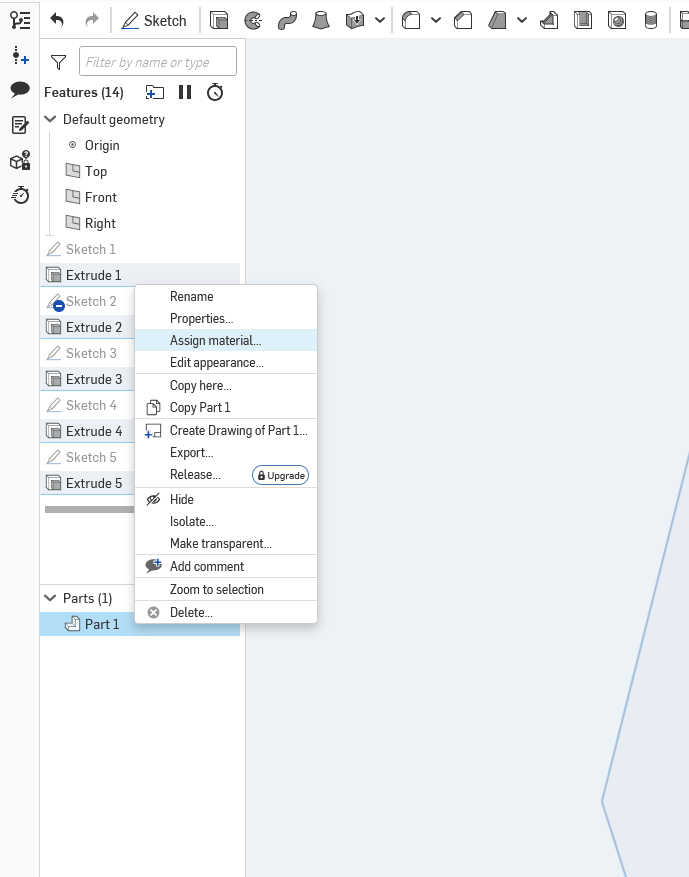 Sketch
Filter by name or type
Features (14)
Default geometry
Origin
Top
Front
Right
Sketch 1
Extrude 1
Sketch 2
Extrude 2
Sketch 3
Extrude 3
Sketch 4
Extrude 4
Sketch 5
Extrude 5
Parts (1)
Part 1
Rename
Properties...
Assign material...
Edit appearance...
Copy here...
Copy Part 1
Create Drawing of Part 1...
Export...
Release... Upgrade
Hide
Isolate...
Make transparent...
Add comment
Zoom to selection
Delete...